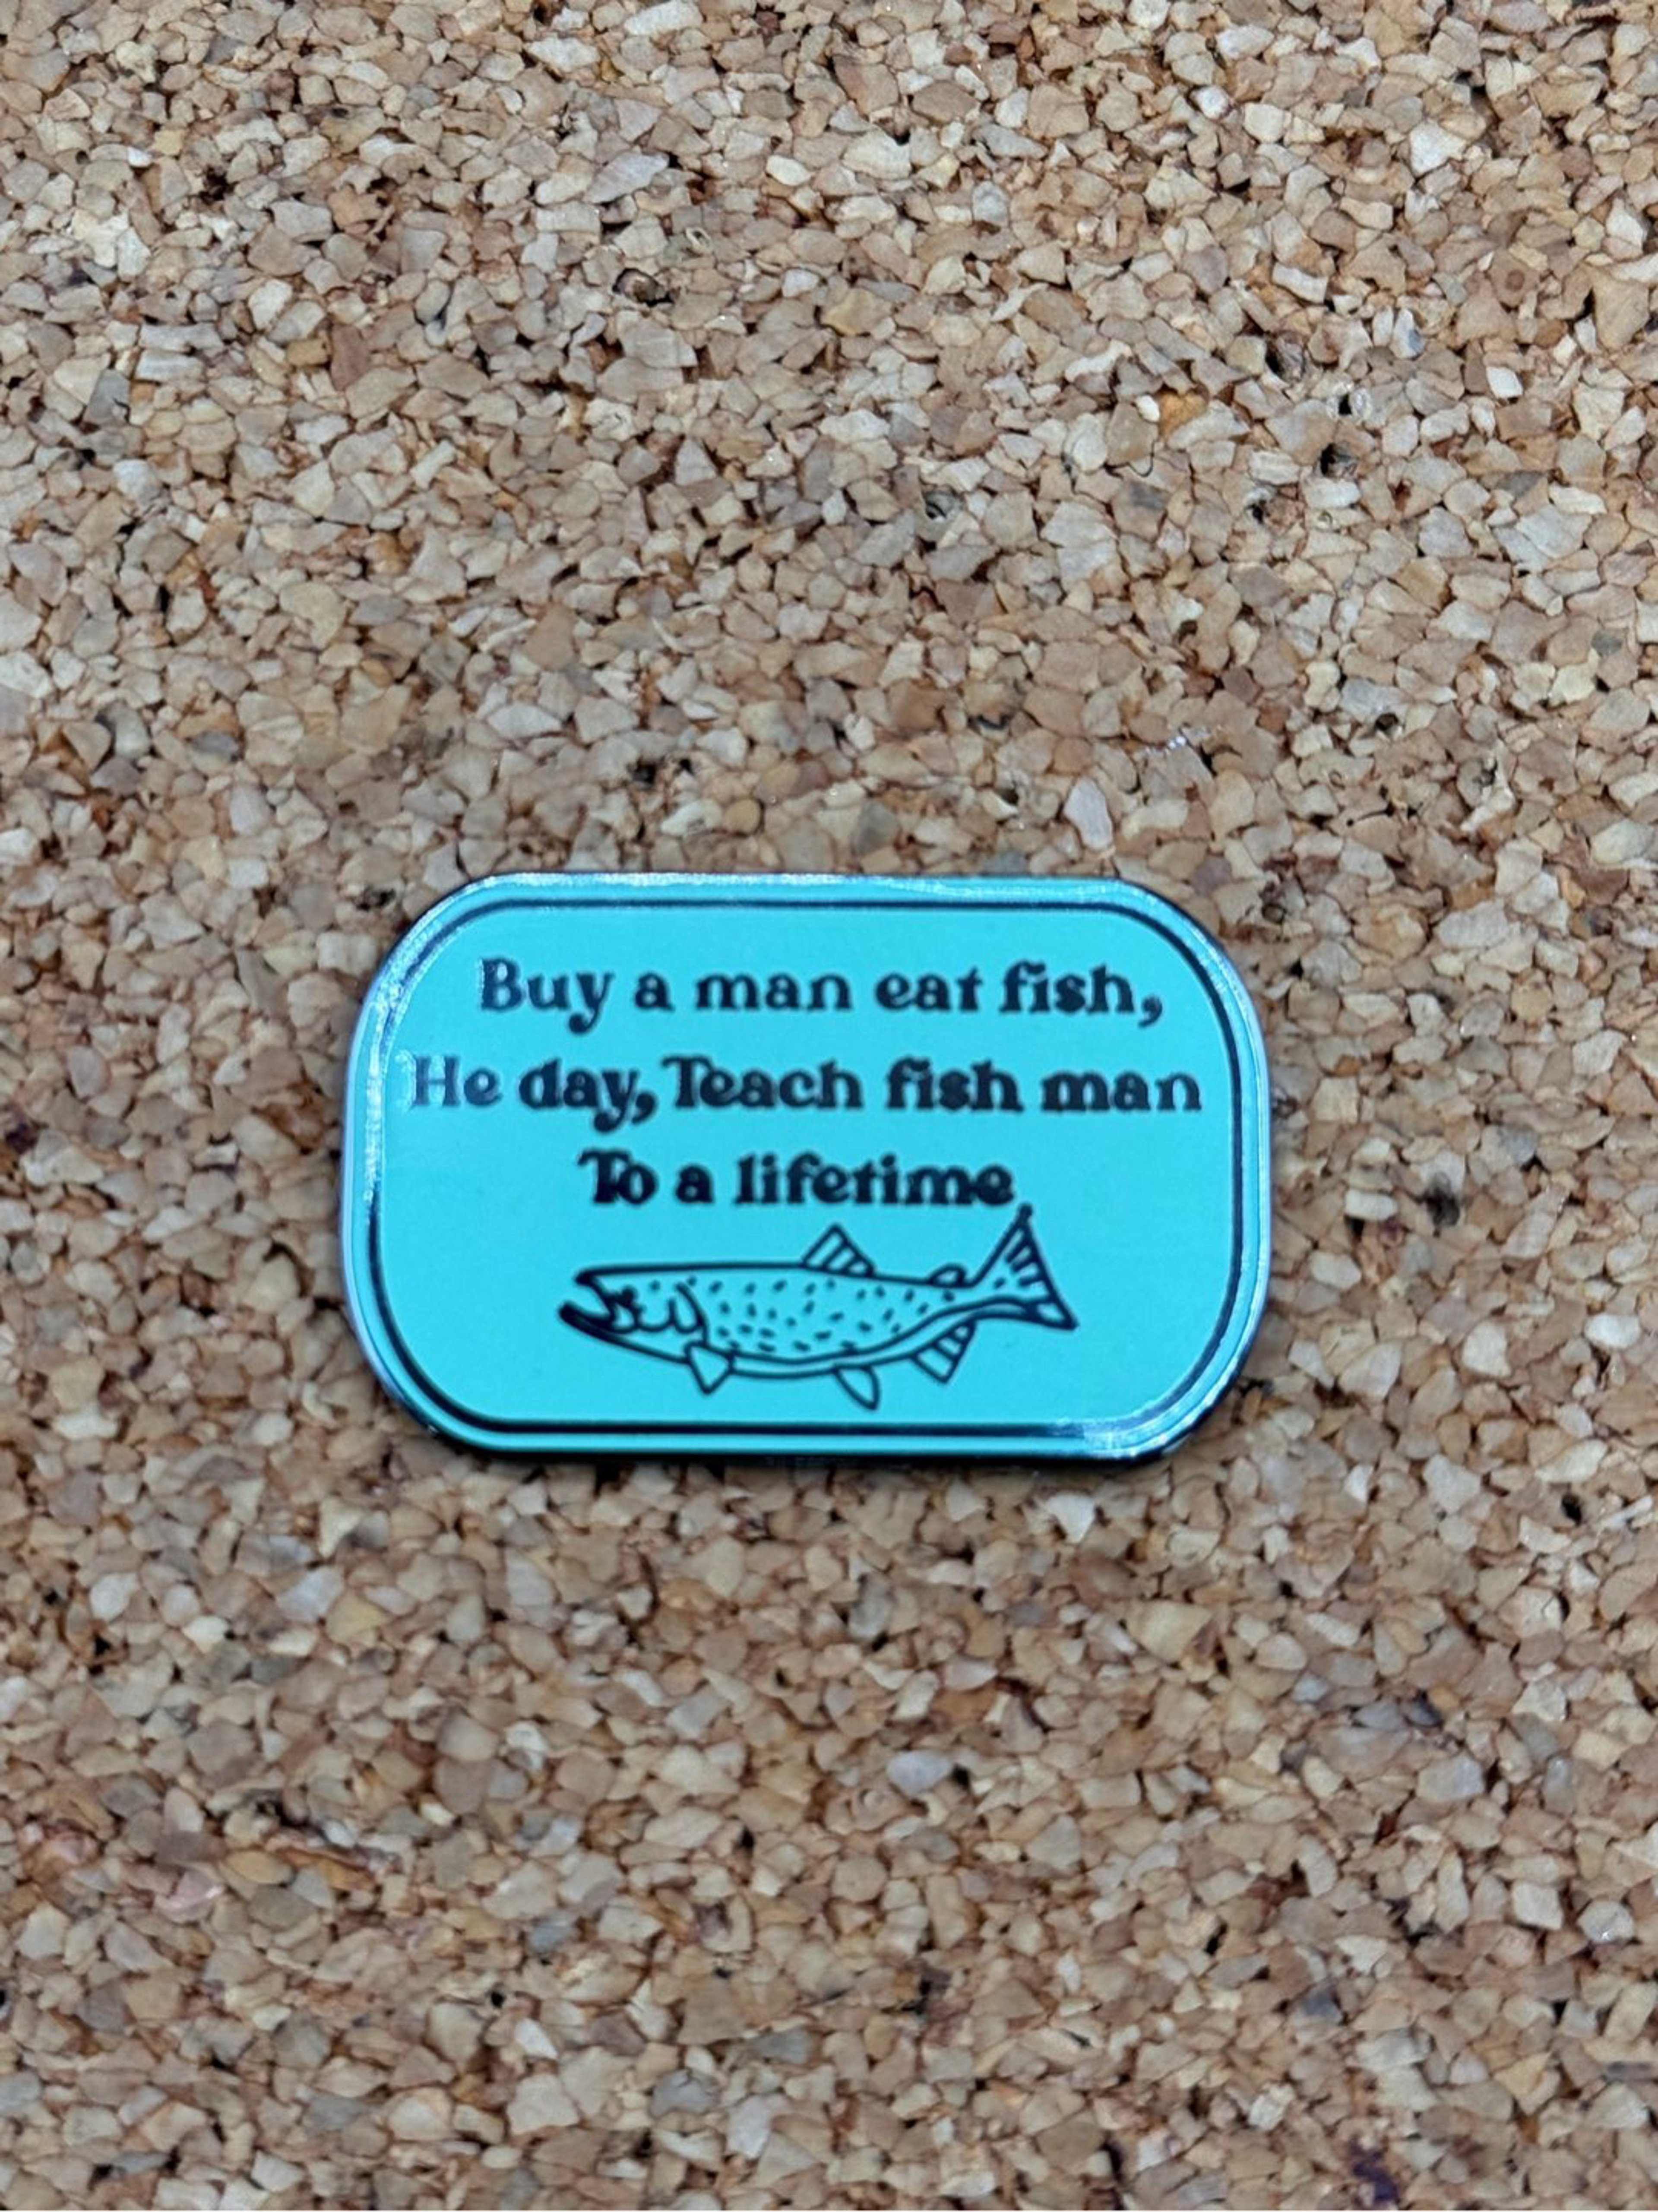 Buy a man eat fish,
He day, Teach fish man
To a lifetime